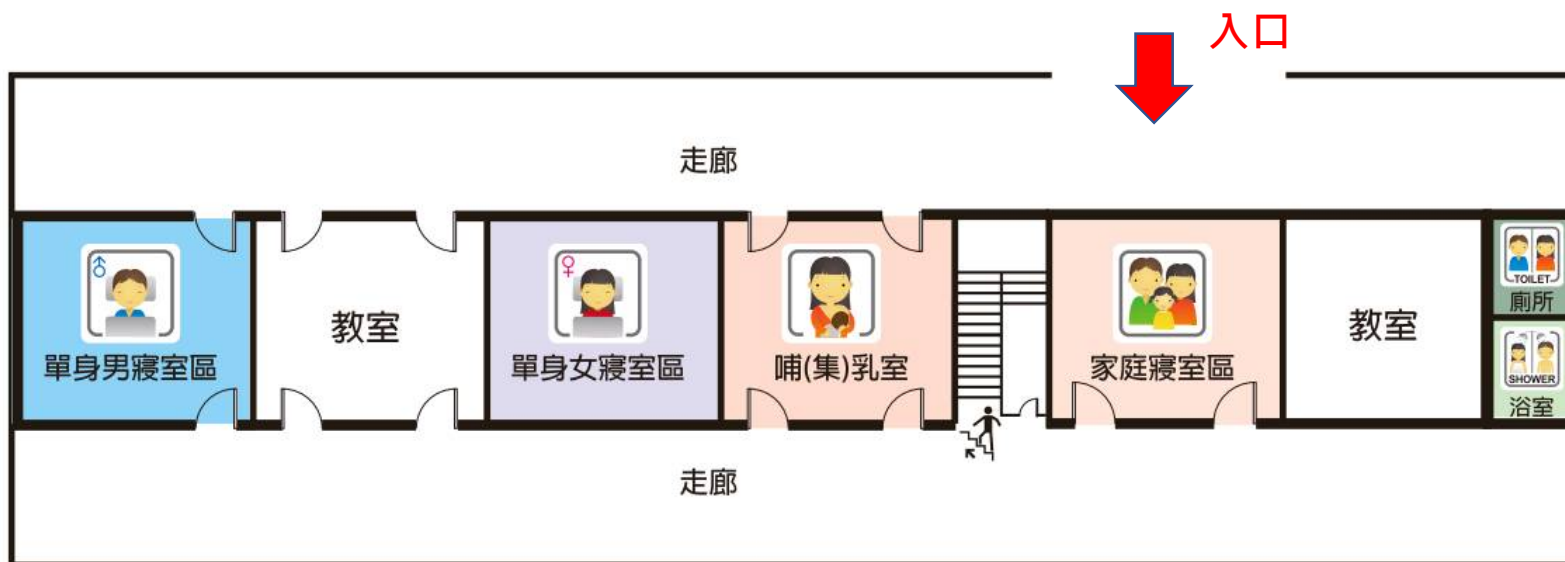 入口
走廊
單身男寢室區
教室
單身女寢室區
哺(集)乳室
家庭寢室區
教室
TOILET
廁所
SHOWER
浴室
走廊